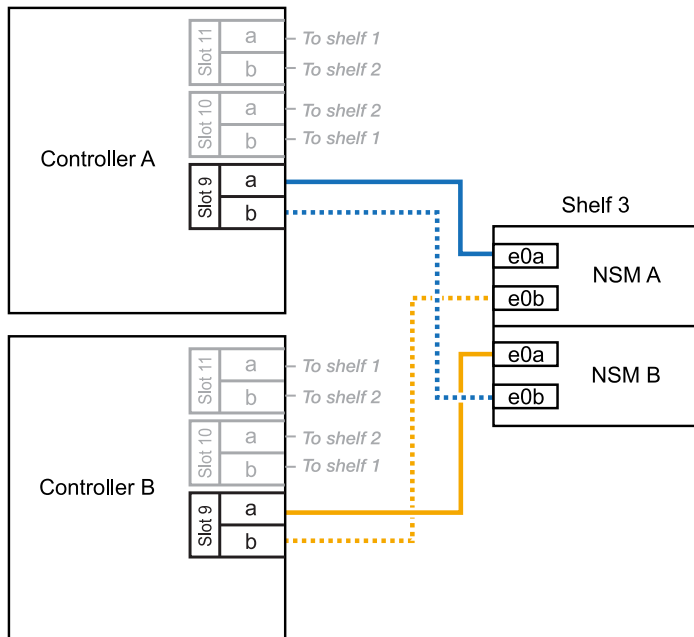 Controller A
Slot 11
a
To shelf 1
b
To shelf 2
Slot 10
a
To shelf 2
b
To shelf 1
Slot 9
a
b
Shelf 3
e0a
NSM A
e0b
e0a
NSM B
e0b
Controller B
Slot 11
a
To shelf 1
b
To shelf 2
Slot 10
a
To shelf 2
b
To shelf 1
Slot 9
a
b